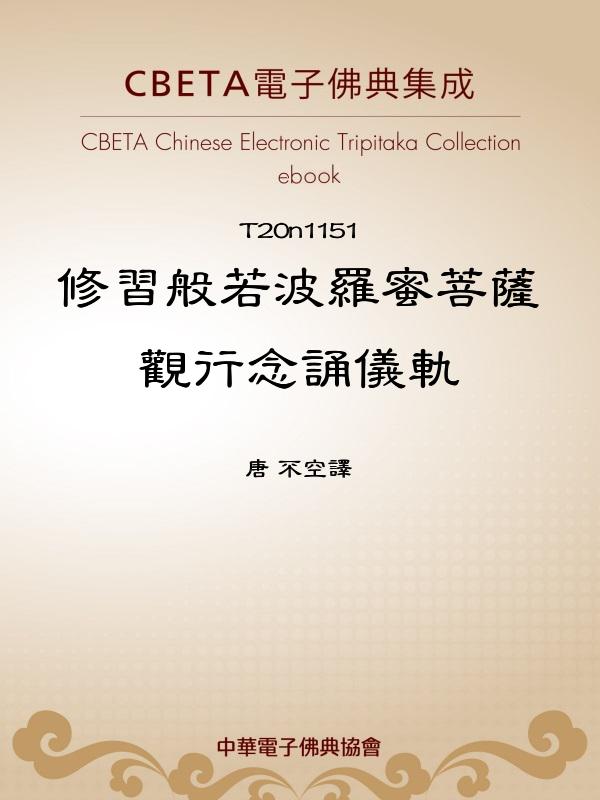 CBETA電子佛典集成
CBETA Chinese Electronic Tripitaka Collection
ebook
T20n1151
修習般若波羅蜜菩薩
觀行念誦儀軌
唐 不空譯
中華電子佛典協會